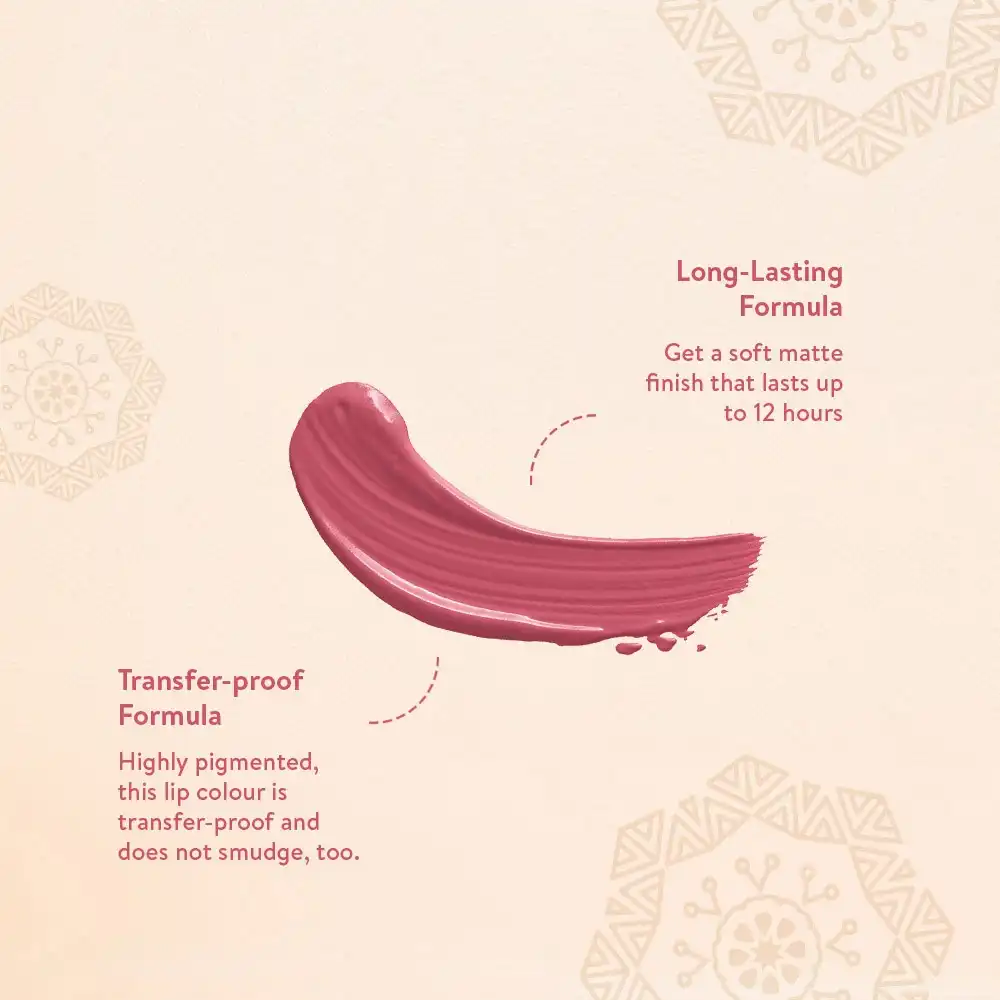 Long-Lasting
Formula
Get a soft matte
finish that lasts up
to 12 hours
Transfer-proof
Formula
Highly pigmented,
this lip colour is
transfer-proof and
does not smudge, too.